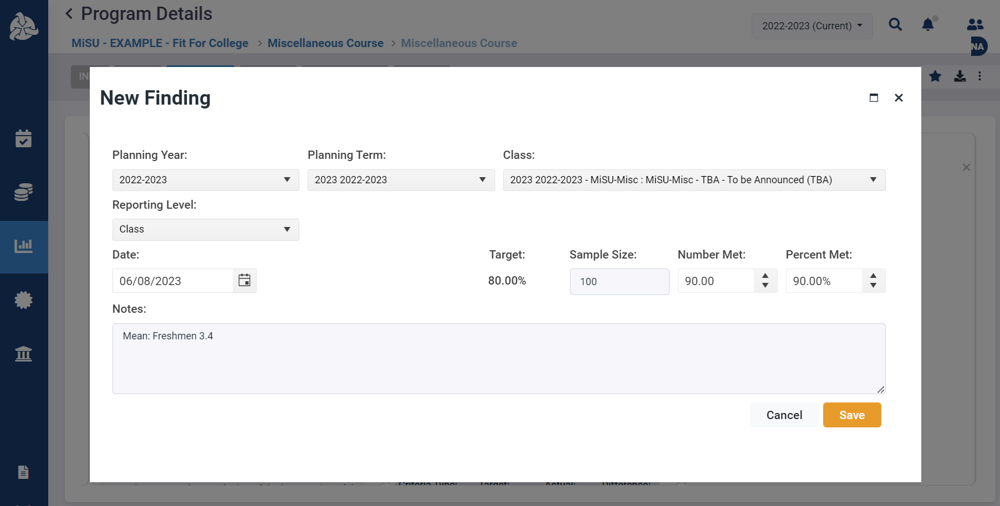 Program Details
2022-2023 (Current)
MiSU - EXAMPLE - Fit For College > Miscellaneous Course > Miscellaneous Course
NA
New Finding
Planning Year: Planning Term: Class:
2022-2023 2023 2022-2023 2023 2022-2023 - MiSU-Misc : MiSU-Misc - TBA - To be Announced (TBA)
Reporting Level:
Class
Date: Target: Sample Size: Number Met: Percent Met:
06/08/2023 80.00% 100 90.00 90.00%
Notes:
Mean: Freshmen 3.4
Cancel Save
Criteria Type: Target: Actual: Difference: